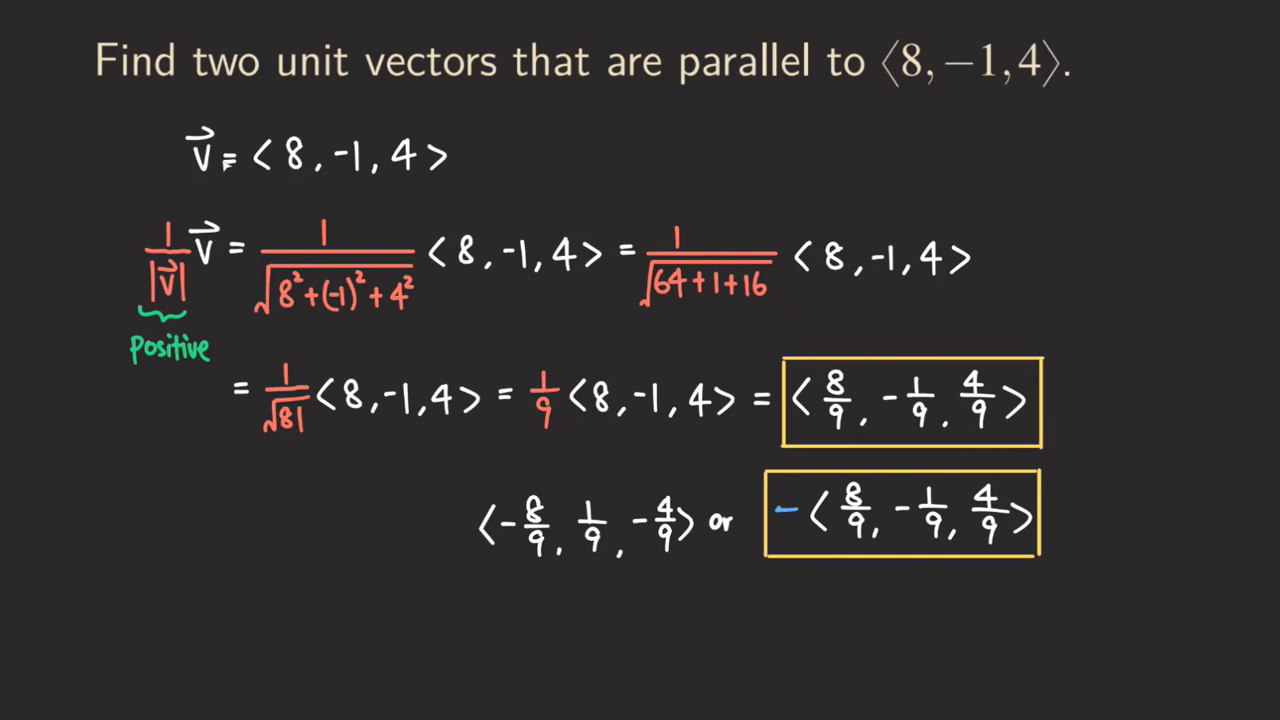 Find two unit vectors that are parallel to ⟨8, −1, 4⟩.
v⃗ = <8, -1, 4>
1/|v⃗| v⃗ = 1/√(8²+(-1)²+4²) <8, -1, 4> = 1/√(64+1+16) <8, -1, 4>
positive
= 1/√81 <8, -1, 4> = 1/9 <8, -1, 4> = <8/9, -1/9, 4/9>
<-8/9, 1/9, -4/9> or -<8/9, -1/9, 4/9>